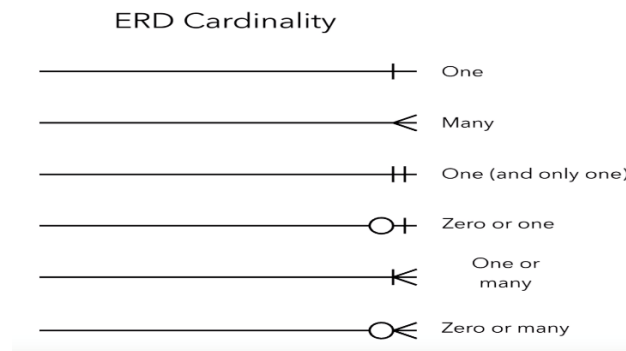 ERD Cardinality
One
Many
One (and only one)
Zero or one
One or
many
Zero or many